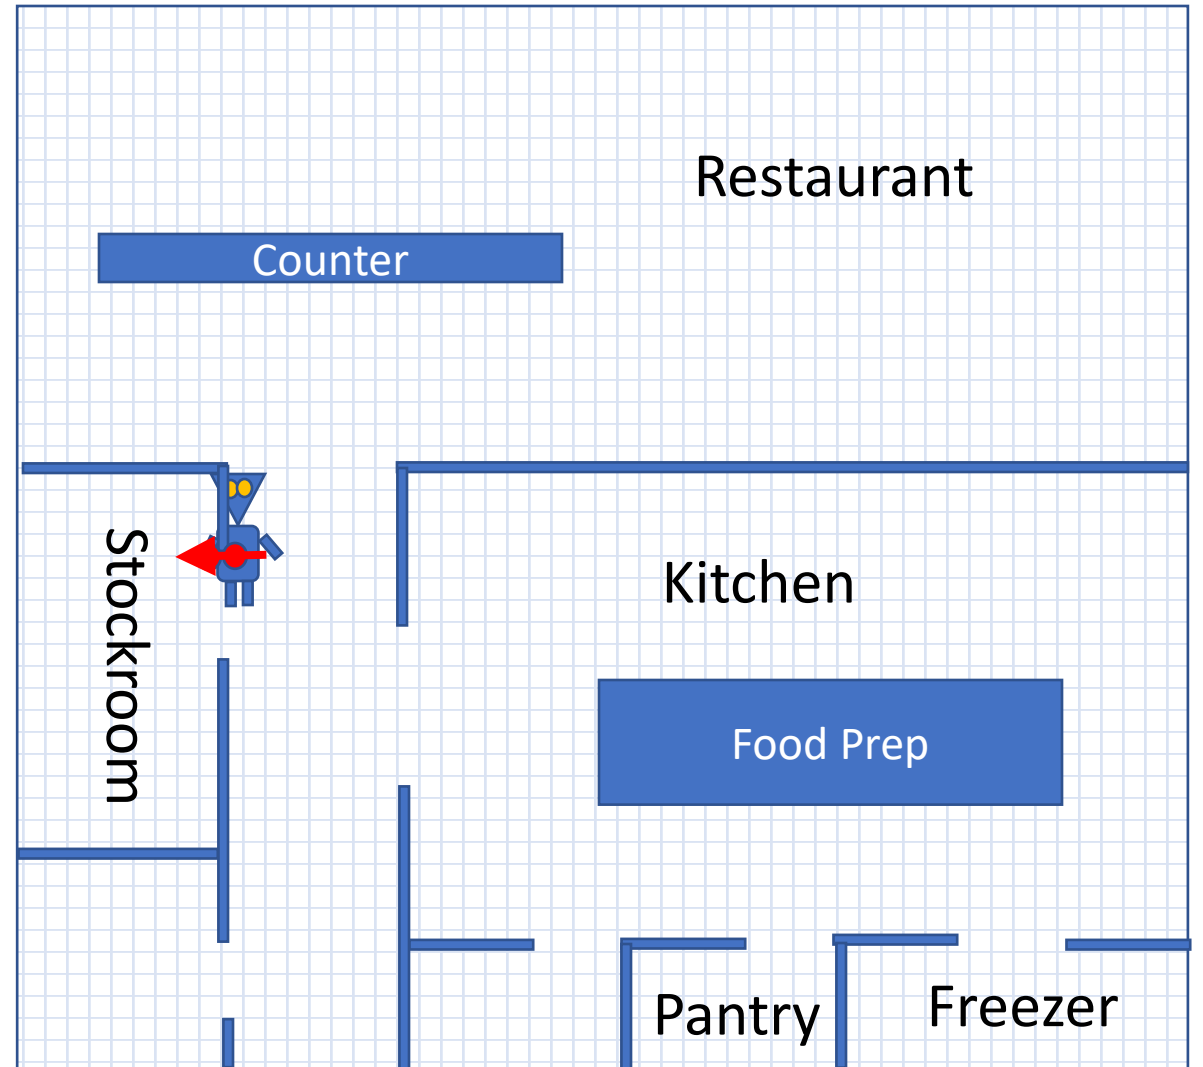 Restaurant
Counter
Stockroom
Kitchen
Food Prep
Pantry
Freezer